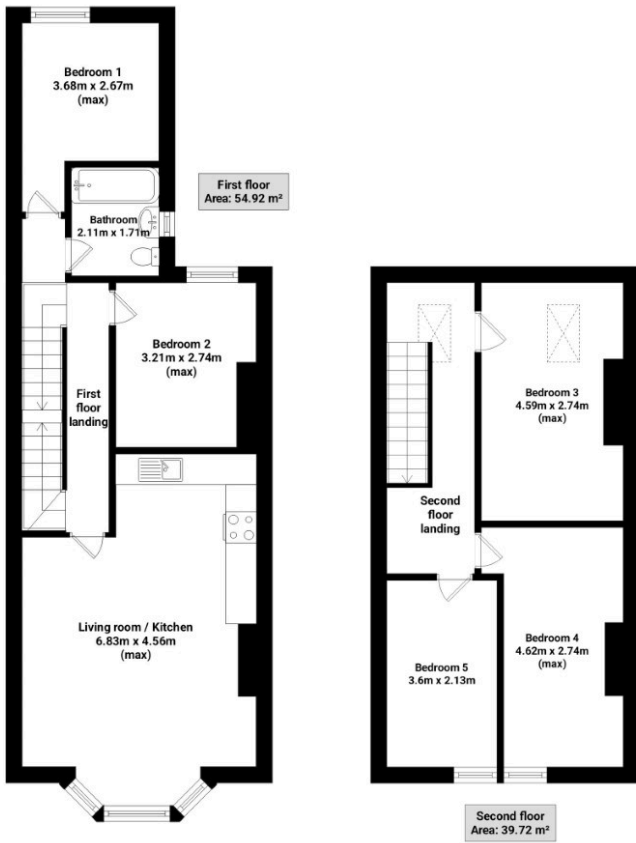 Bedroom 1
3.68m x 2.67m
(max)
First floor
Area: 54.92 m²
Bathroom
2.11m x 1.71m
Bedroom 2
3.21m x 2.74m
(max)
First
floor
landing
Living room / Kitchen
6.83m x 4.56m
(max)
Bedroom 3
4.59m x 2.74m
(max)
Second
floor
landing
Bedroom 4
4.62m x 2.74m
(max)
Bedroom 5
3.6m x 2.13m
Second floor
Area: 39.72 m²